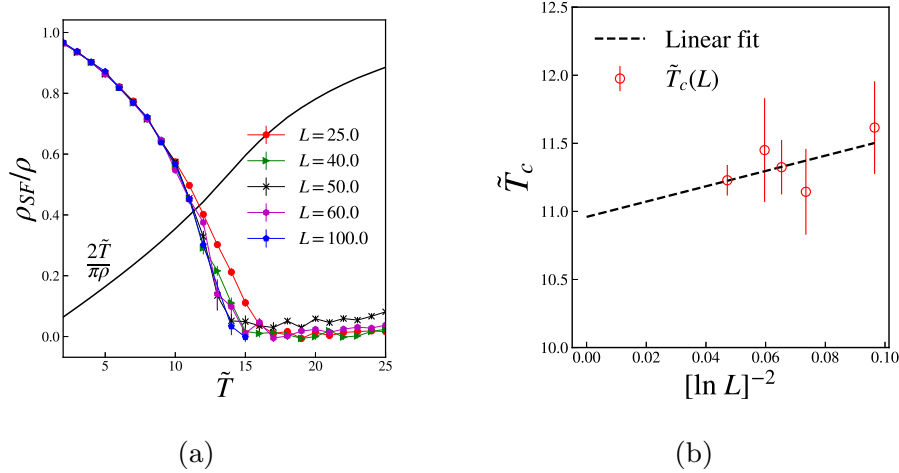 1.0
0.8
0.6
0.4
0.2
0.0
ρ_SF/ρ
2T̃/πρ
L = 25.0
L = 40.0
L = 50.0
L = 60.0
L = 100.0
5 10 15 20 25
T̃
(a)
12.5
12.0
11.5
11.0
10.5
10.0
T̃_c
Linear fit
T̃_c(L)
0.00 0.02 0.04 0.06 0.08 0.10
[ln L]⁻²
(b)